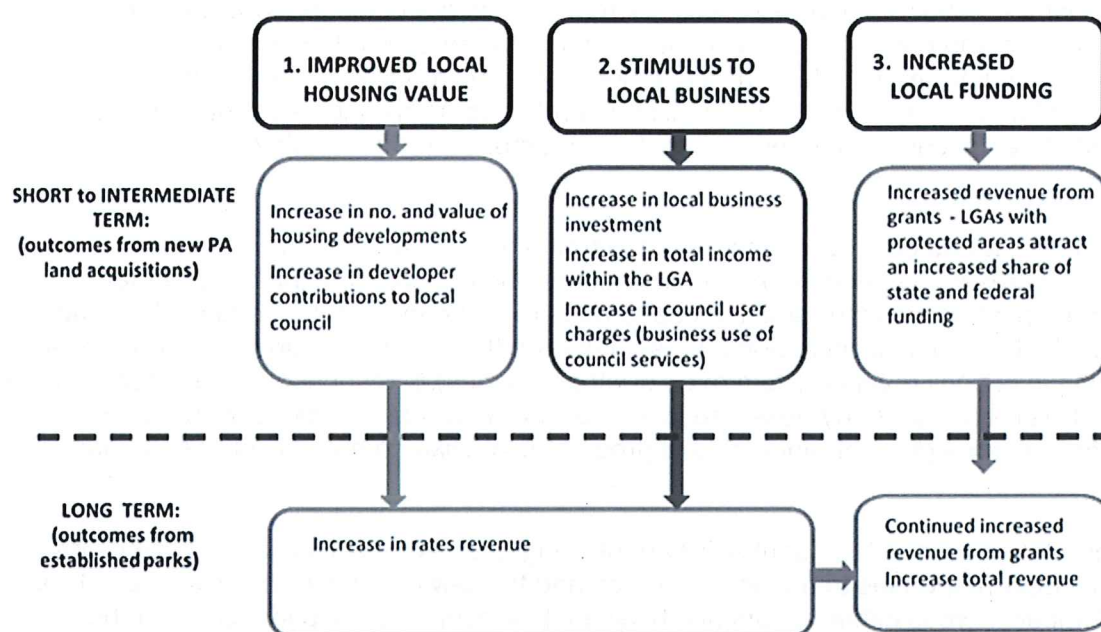 1. IMPROVED LOCAL
HOUSING VALUE
2. STIMULUS TO
LOCAL BUSINESS
3. INCREASED
LOCAL FUNDING
SHORT to INTERMEDIATE
TERM:
(outcomes from new PA
land acquisitions)
Increase in no. and value of
housing developments
Increase in developer
contributions to local
council
Increase in local business
investment
Increase in total income
within the LGA
Increase in council user
charges (business use of
council services)
Increased revenue from
grants - LGAs with
protected areas attract
an increased share of
state and federal
funding
LONG TERM:
(outcomes from
established parks)
Increase in rates revenue
Continued increased
revenue from grants
Increase total revenue